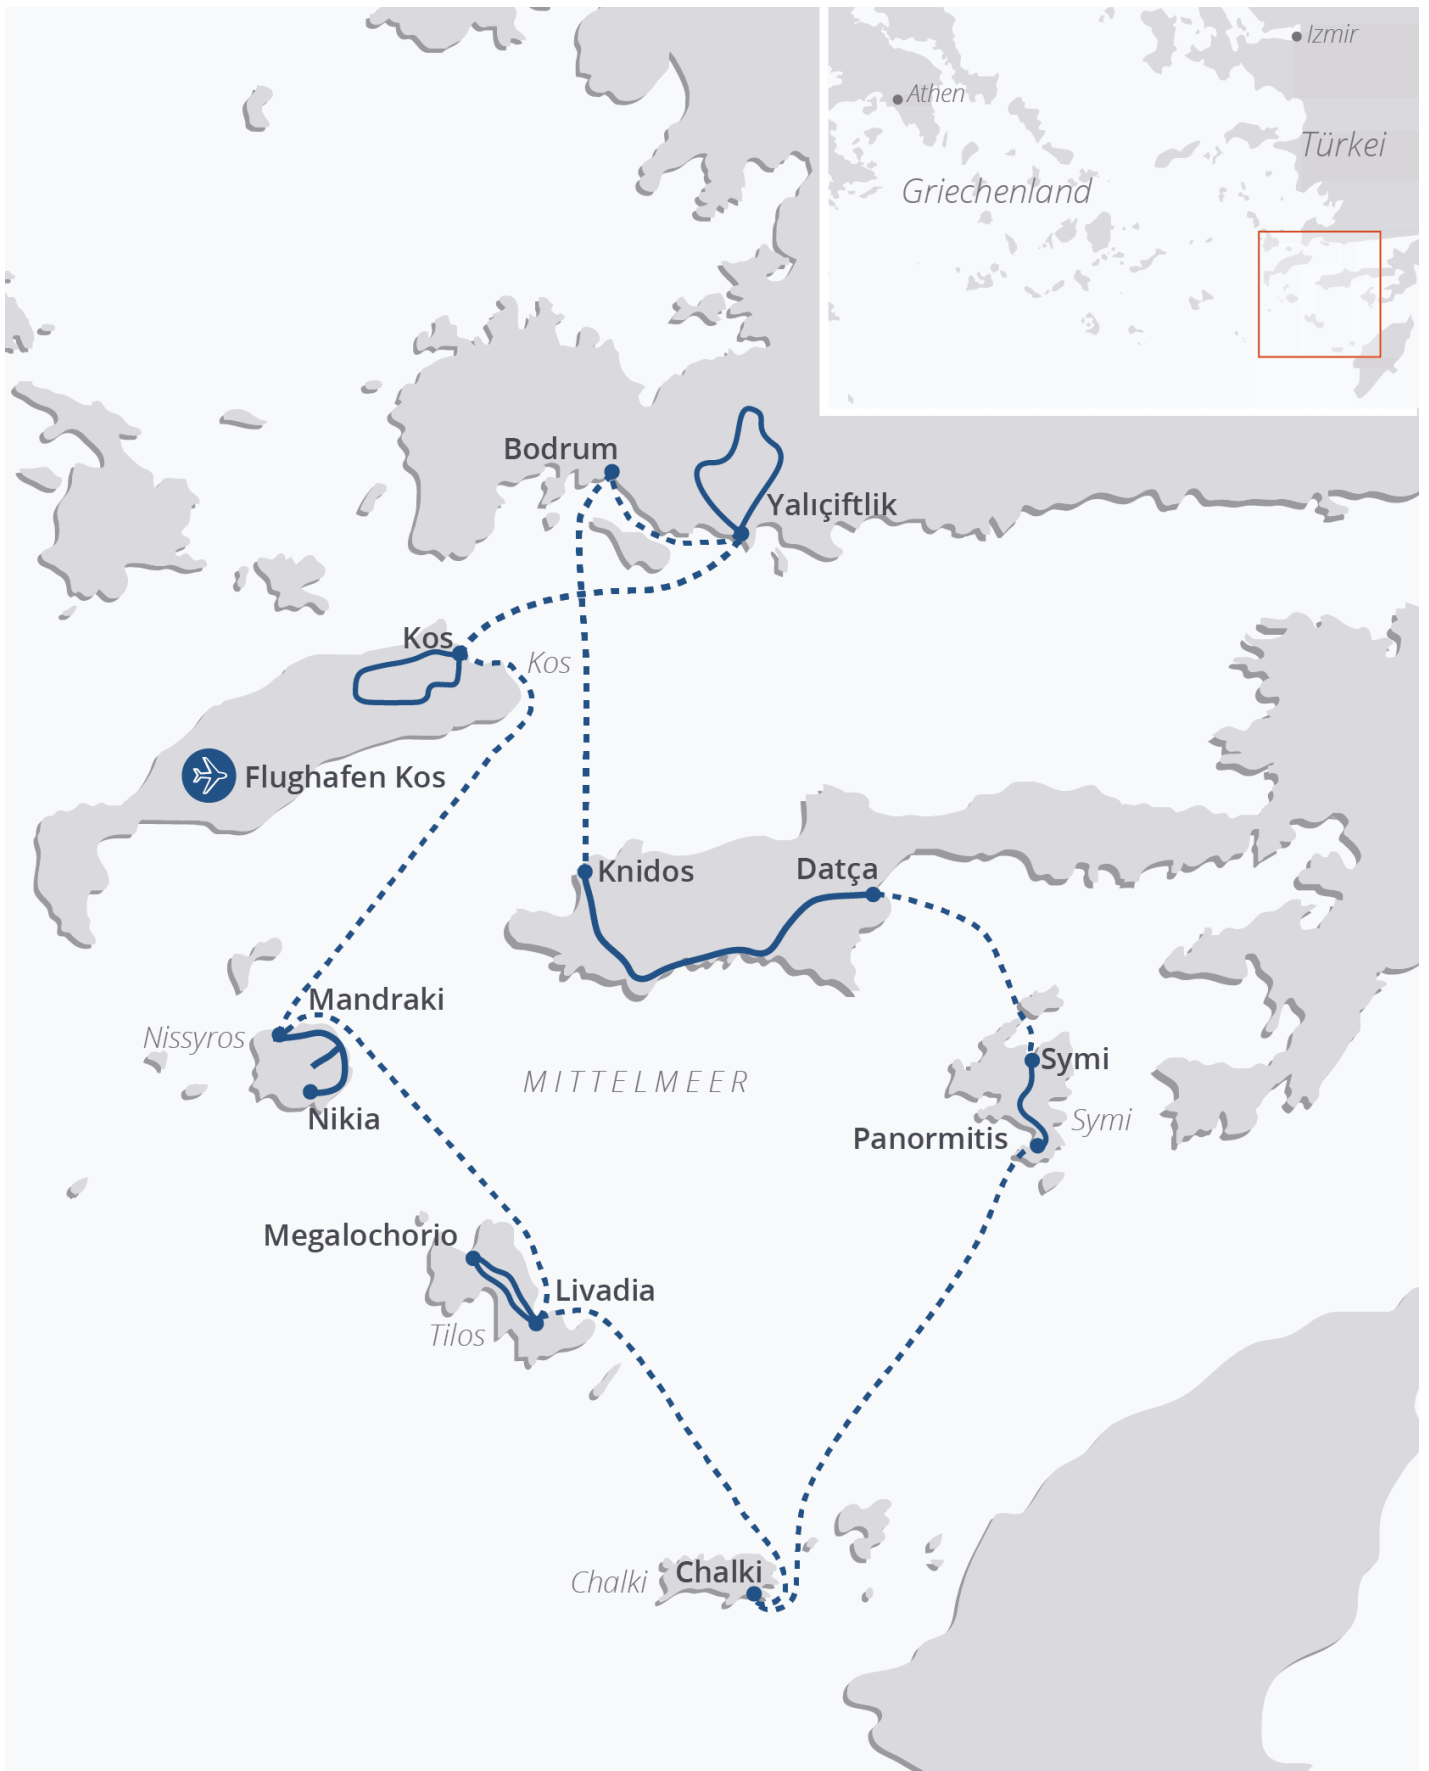 Izmir
Athen
Türkei
Griechenland
Bodrum
Yalıçiftlik
Kos
Kos
Flughafen Kos
Knidos
Datça
Mandraki
Nissyros
Symi
MITTELMEER
Nikia
Symi
Panormitis
Megalochorio
Livadia
Tilos
Chalki
Chalki